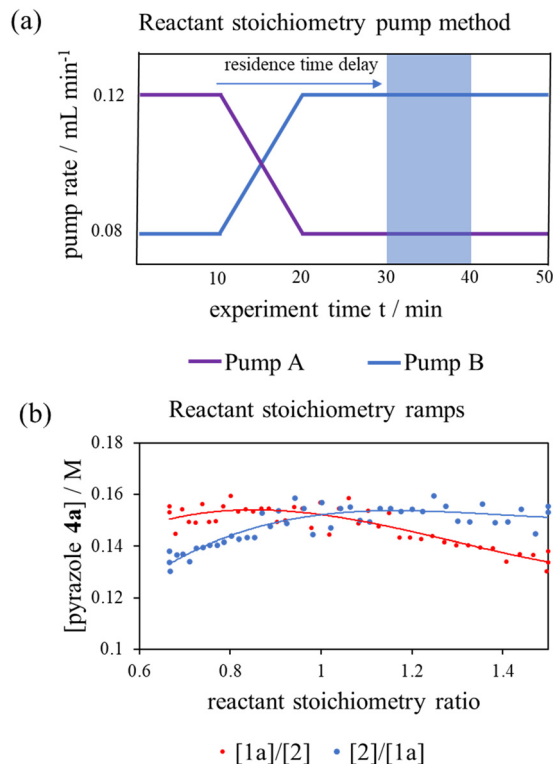 (a)
Reactant stoichiometry pump method
residence time delay
0.12
0.08
pump rate / mL min⁻¹
10 20 30 40 50
experiment time t / min
Pump A Pump B
(b)
Reactant stoichiometry ramps
0.18
0.16
0.14
0.12
0.1
[pyrazole 4a] / M
0.6 0.8 1 1.2 1.4
reactant stoichiometry ratio
[1a]/[2] [2]/[1a]